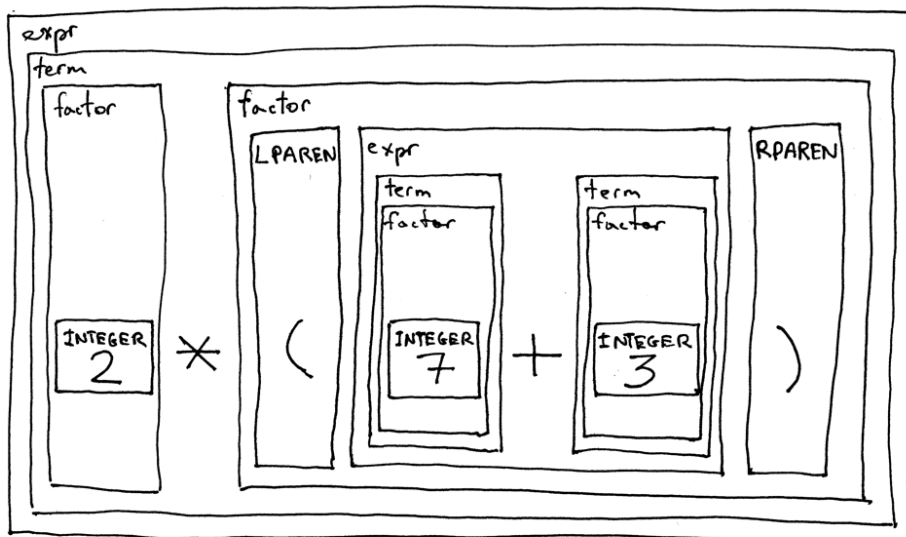 expr
term
factor
factor
LPAREN
expr
RPAREN
term
term
factor
factor
INTEGER
2
*
(
INTEGER
7
+
INTEGER
3
)